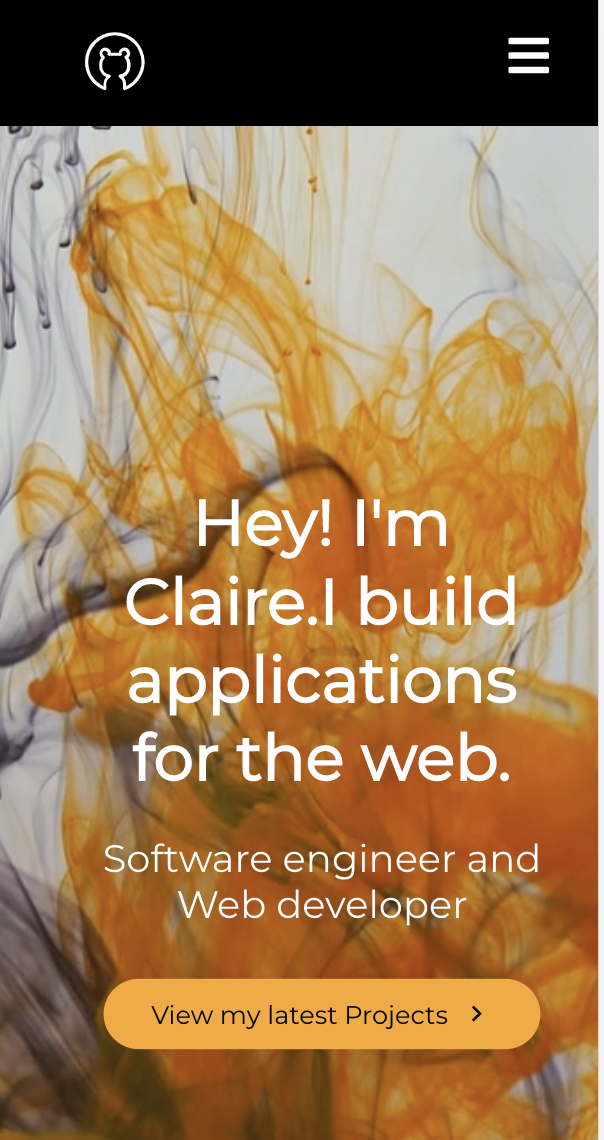 Hey! I'm
Claire.I build
applications
for the web.
Software engineer and
Web developer
View my latest Projects